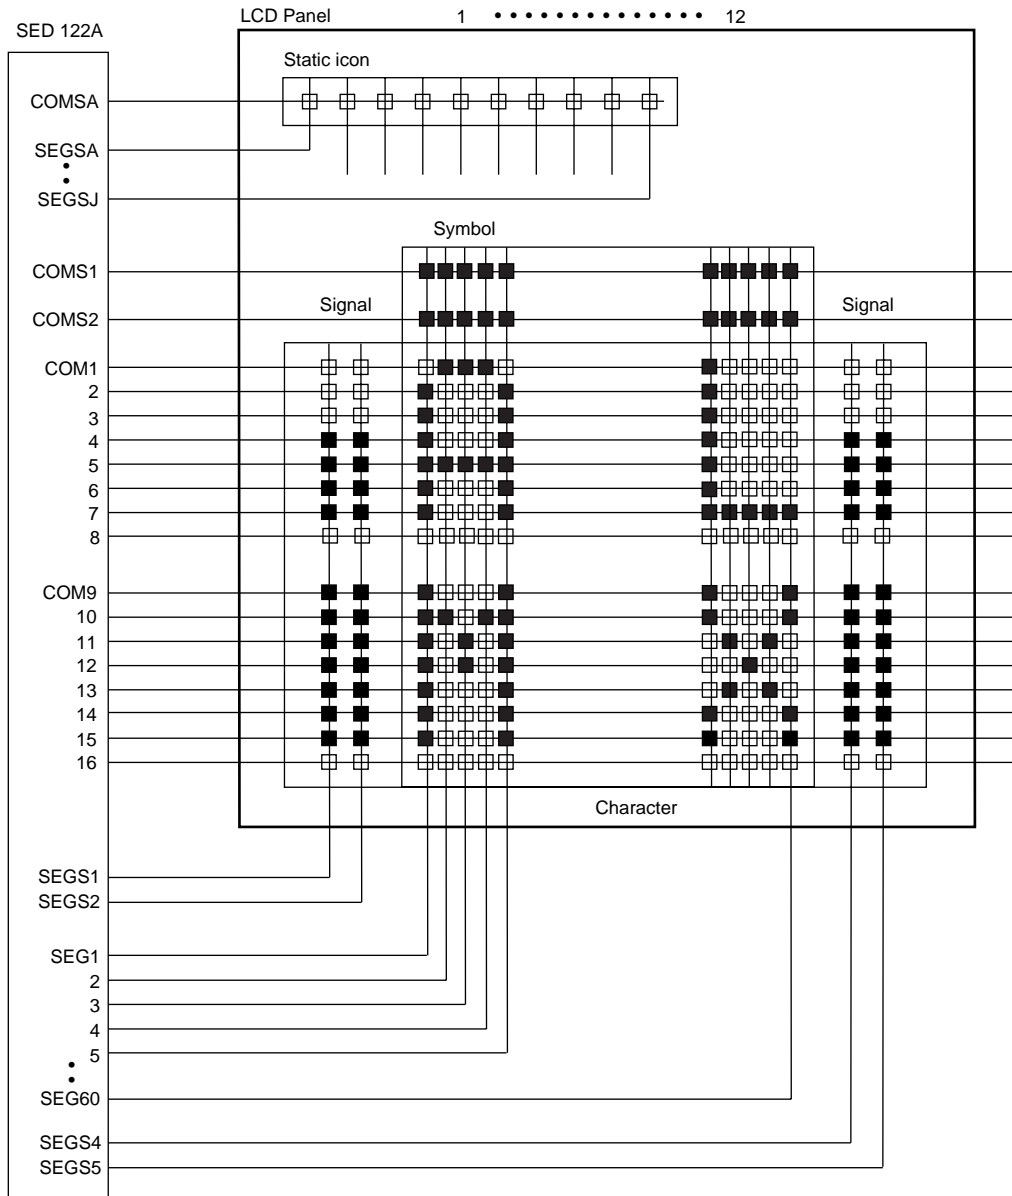 LCD Panel 1 •••••••••••••• 12
SED 122A
Static icon
COMSA
SEGSA
SEGSJ
Symbol
COMS1
Signal Signal
COMS2
COM1
2
3
4
5
6
7
8
COM9
10
11
12
13
14
15
16
Character
SEGS1
SEGS2
SEG1
2
3
4
5
SEG60
SEGS4
SEGS5